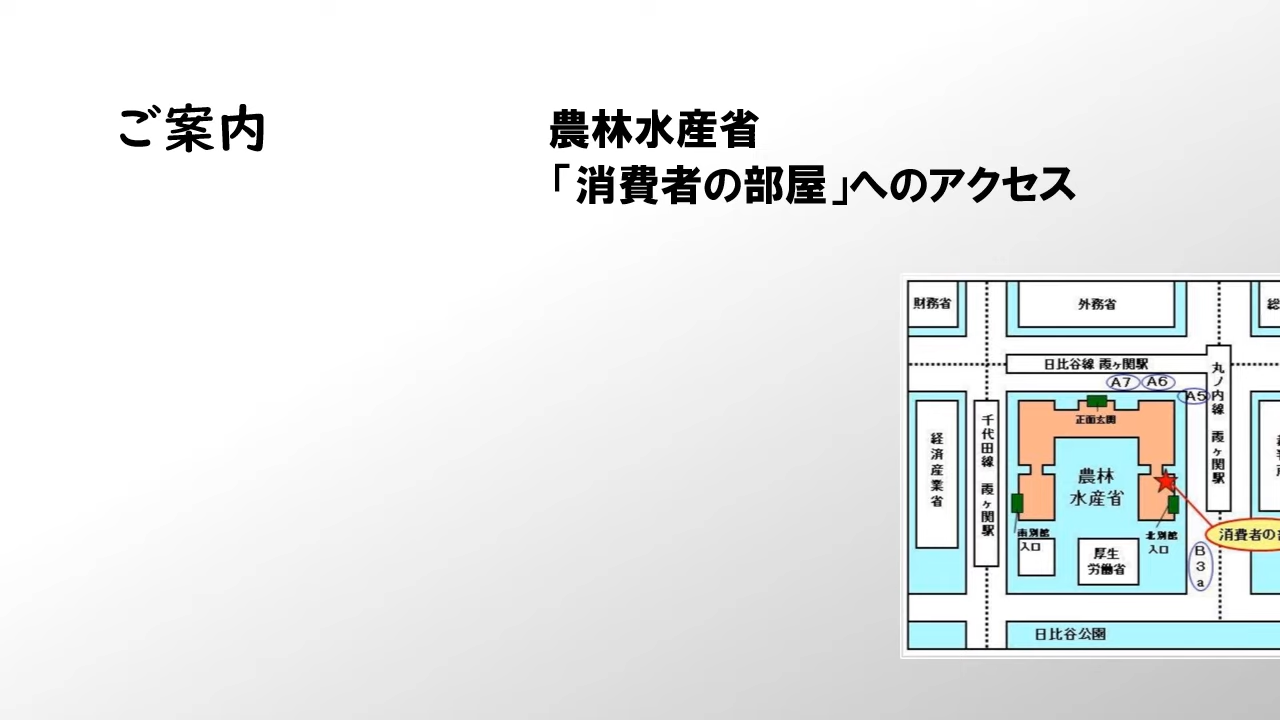 ご案内
農林水産省
「消費者の部屋」へのアクセス
財務省
外務省
日比谷線 霞ヶ関駅
A7
A6
A5
丸ノ内線 霞ヶ関駅
千代田線 霞ヶ関駅
経済産業省
正面玄関
農林
水産省
南別館
入口
北別館
入口
消費者の
厚生
労働省
B3a
日比谷公園